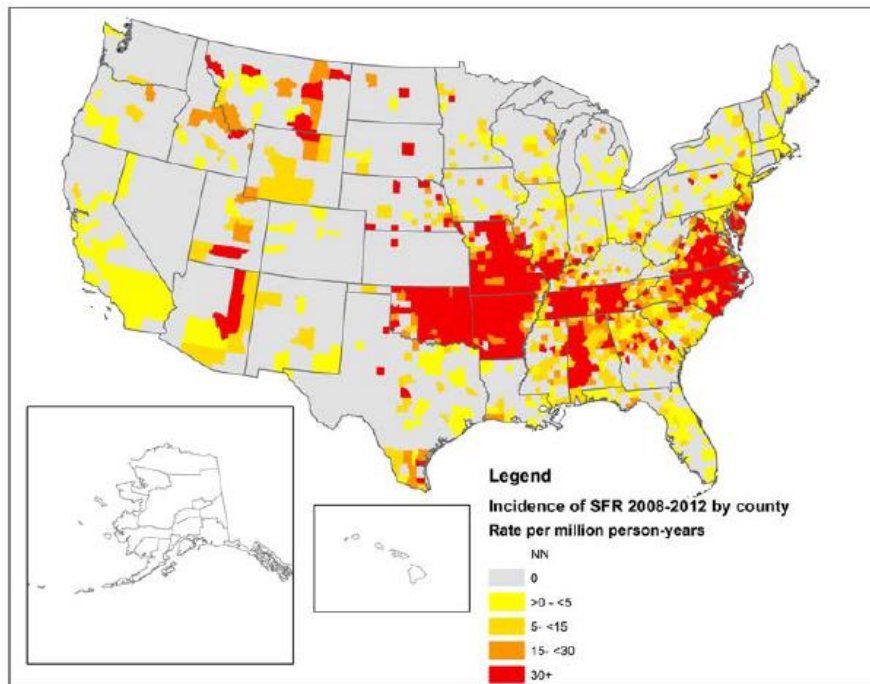 Legend
Incidence of SFR 2008-2012 by county
Rate per million person-years
NN
0
>0 - <5
5- <15
15- <30
30+